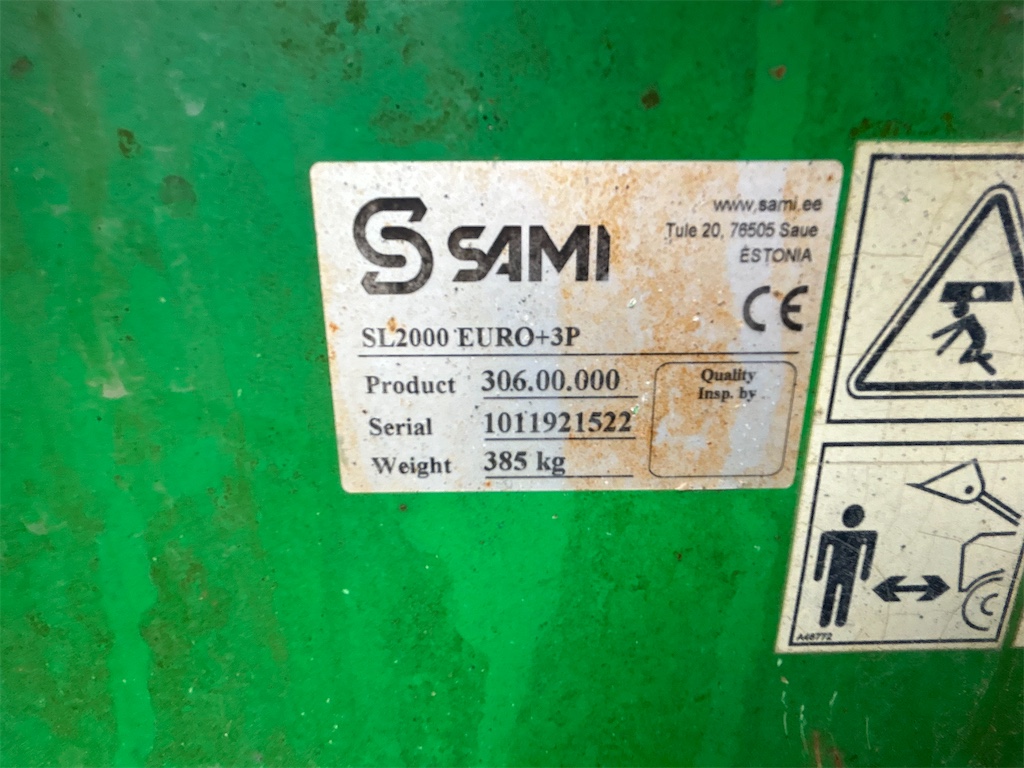 SAMI
www.sami.ee
Tule 20, 76505 Saue
ESTONIA
CE
SL2000 EURO+3P
Product 306.00.000
Serial 1011921522
Weight 385 kg
Quality
Insp. by
A46772